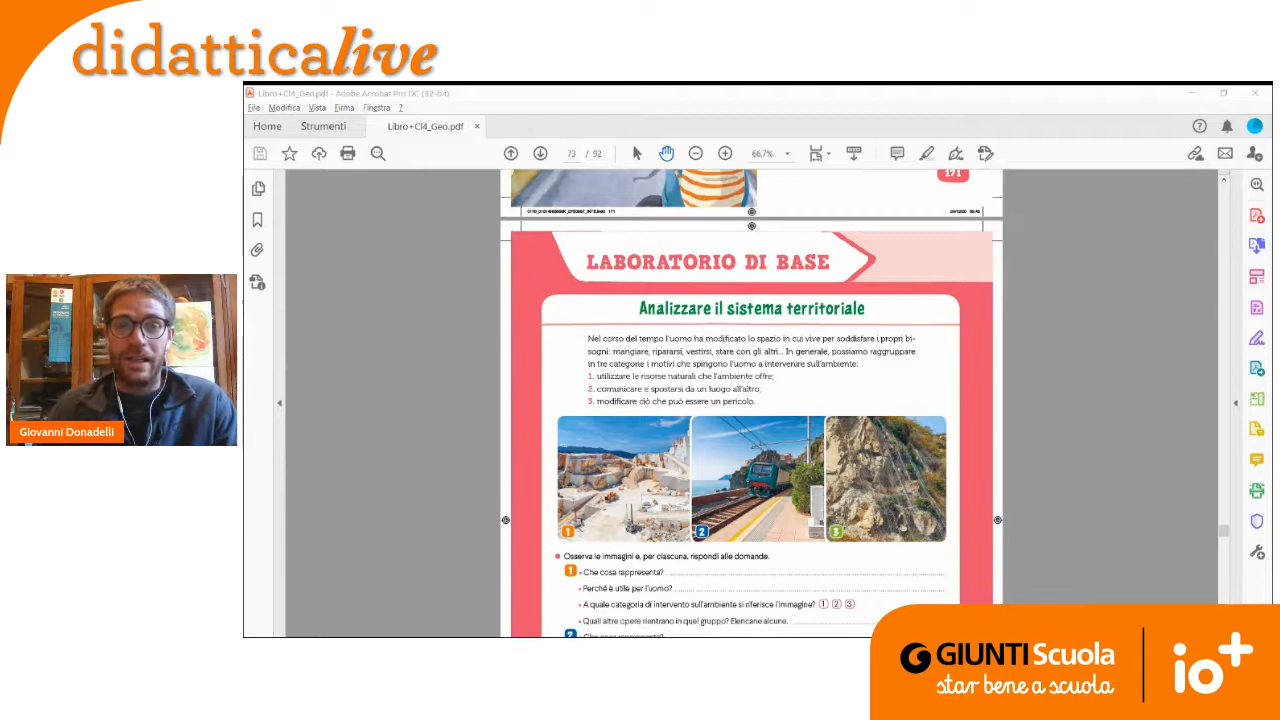 didatticalive
Libro+Cl4_Geo.pdf - Adobe Acrobat Pro DC (32-bit)
File Modifica Vista Firma Finestra ?
Home Strumenti Libro+Cl4_Geo.pdf ×
73 / 92 66,7%
171
LABORATORIO DI BASE
Analizzare il sistema territoriale
Nel corso del tempo l'uomo ha modificato lo spazio in cui vive per soddisfare i propri bi-
sogni: mangiare, ripararsi, vestirsi, stare con gli altri... In generale, possiamo raggruppare
in tre categorie i motivi che spingono l'uomo a intervenire sull'ambiente:
1. utilizzare le risorse naturali che l'ambiente offre;
2. comunicare e spostarsi da un luogo all'altro;
3. modificare ciò che può essere un pericolo.
1 2 3
• Osserva le immagini e, per ciascuna, rispondi alle domande.
1 • Che cosa rappresenta?
• Perché è utile per l'uomo?
• A quale categoria di intervento sull'ambiente si riferisce l'immagine? 1 2 3
• Quali altre opere rientrano in quel gruppo? Elencane alcune.
Giovanni Donadelli
GIUNTI Scuola
star bene a scuola
io+